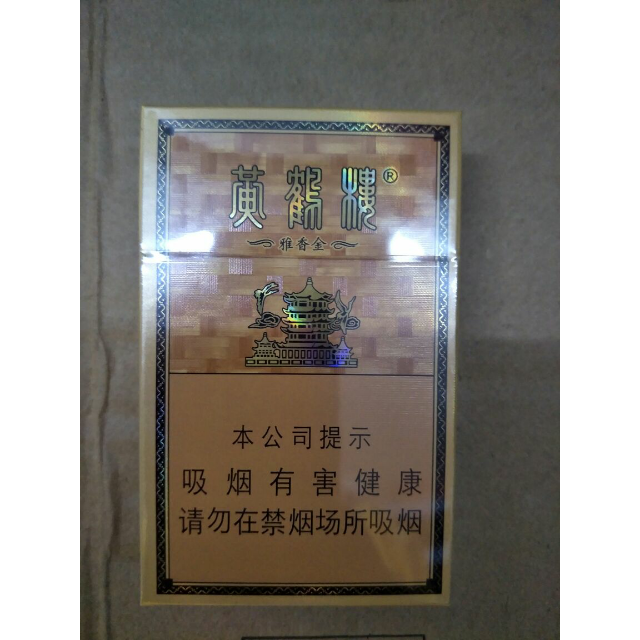 黄鹤楼®
雅香金
本公司提示
吸烟有害健康
请勿在禁烟场所吸烟